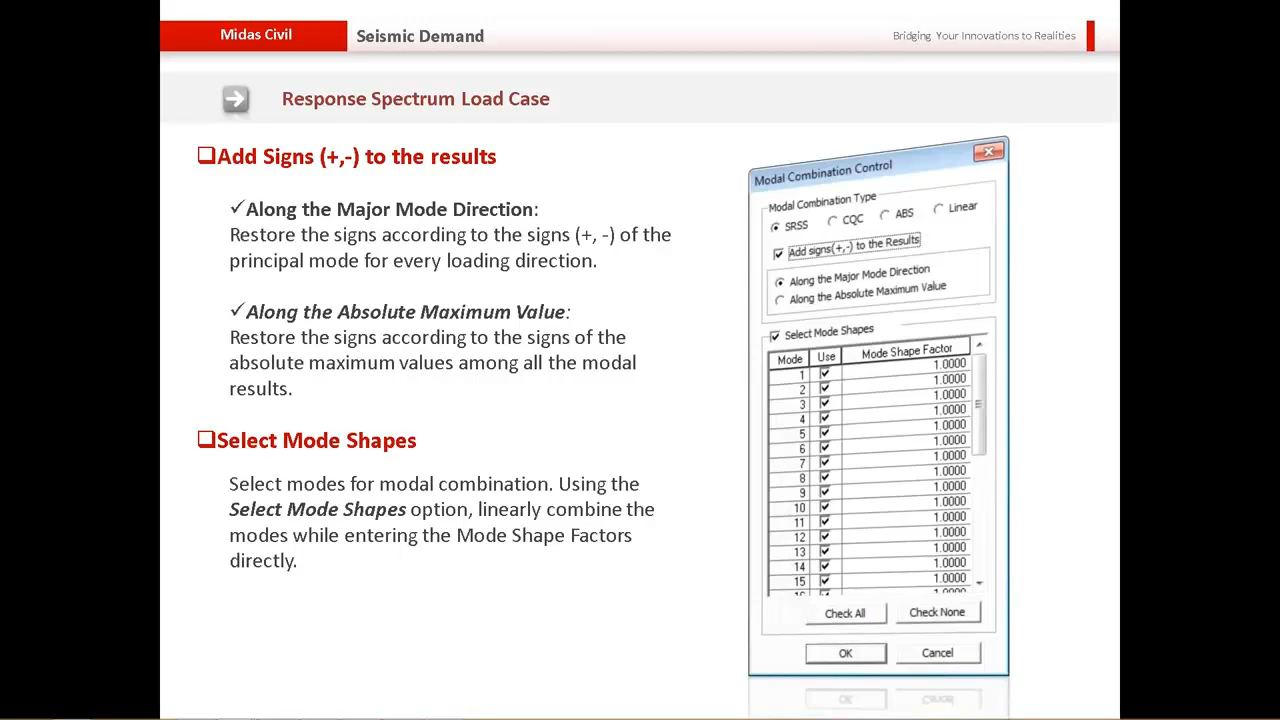 Midas Civil
Seismic Demand
Bridging Your Innovations to Realities
Response Spectrum Load Case
Add Signs (+,-) to the results
Along the Major Mode Direction:
Restore the signs according to the signs (+, -) of the
principal mode for every loading direction.
Along the Absolute Maximum Value:
Restore the signs according to the signs of the
absolute maximum values among all the modal
results.
Select Mode Shapes
Select modes for modal combination. Using the
Select Mode Shapes option, linearly combine the
modes while entering the Mode Shape Factors
directly.
Modal Combination Control
Modal Combination Type
SRSS CQC ABS Linear
Add signs(+,-) to the Results
Along the Major Mode Direction
Along the Absolute Maximum Value
Select Mode Shapes
Mode Use Mode Shape Factor
1 1.0000
2 1.0000
3 1.0000
4 1.0000
5 1.0000
6 1.0000
7 1.0000
8 1.0000
9 1.0000
10 1.0000
11 1.0000
12 1.0000
13 1.0000
14 1.0000
15 1.0000
16 1.0000
Check All Check None
OK Cancel